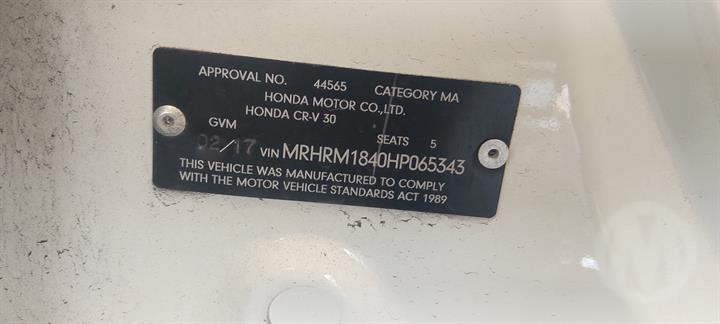 APPROVAL NO. 44565 CATEGORY MA
HONDA MOTOR CO.,LTD.
HONDA CR-V 30
GVM SEATS 5
02/17 VIN MRHRM1840HP065343
THIS VEHICLE WAS MANUFACTURED TO COMPLY
WITH THE MOTOR VEHICLE STANDARDS ACT 1989
M